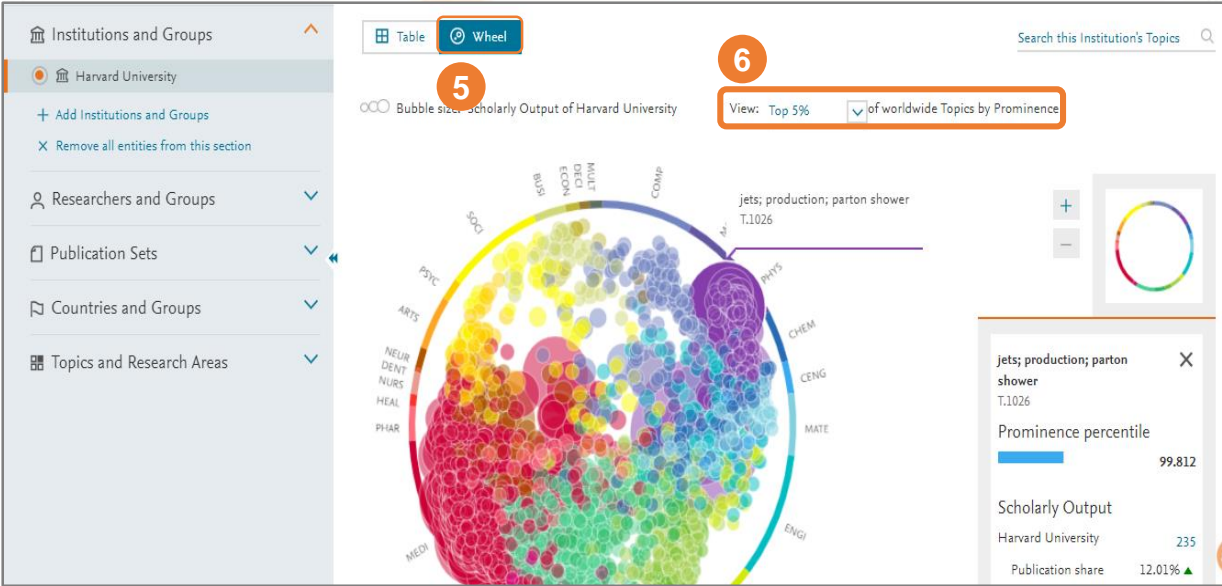 Institutions and Groups
Harvard University
+ Add Institutions and Groups
× Remove all entities from this section
Researchers and Groups
Publication Sets
Countries and Groups
Topics and Research Areas
Table
Wheel
Search this Institution's Topics
5
6
Bubble size: Scholarly Output of Harvard University
View: Top 5% of worldwide Topics by Prominence
jets; production; parton shower
T.1026
MULT
DECI
ECON
BUSI
SOCI
PSYC
ARTS
NEUR
DENT
NURS
HEAL
PHAR
MEDI
COMP
PHYS
CHEM
CENG
MATE
ENGI
+
−
jets; production; parton
shower
T.1026
Prominence percentile
99.812
Scholarly Output
Harvard University 235
Publication share 12.01% ▲